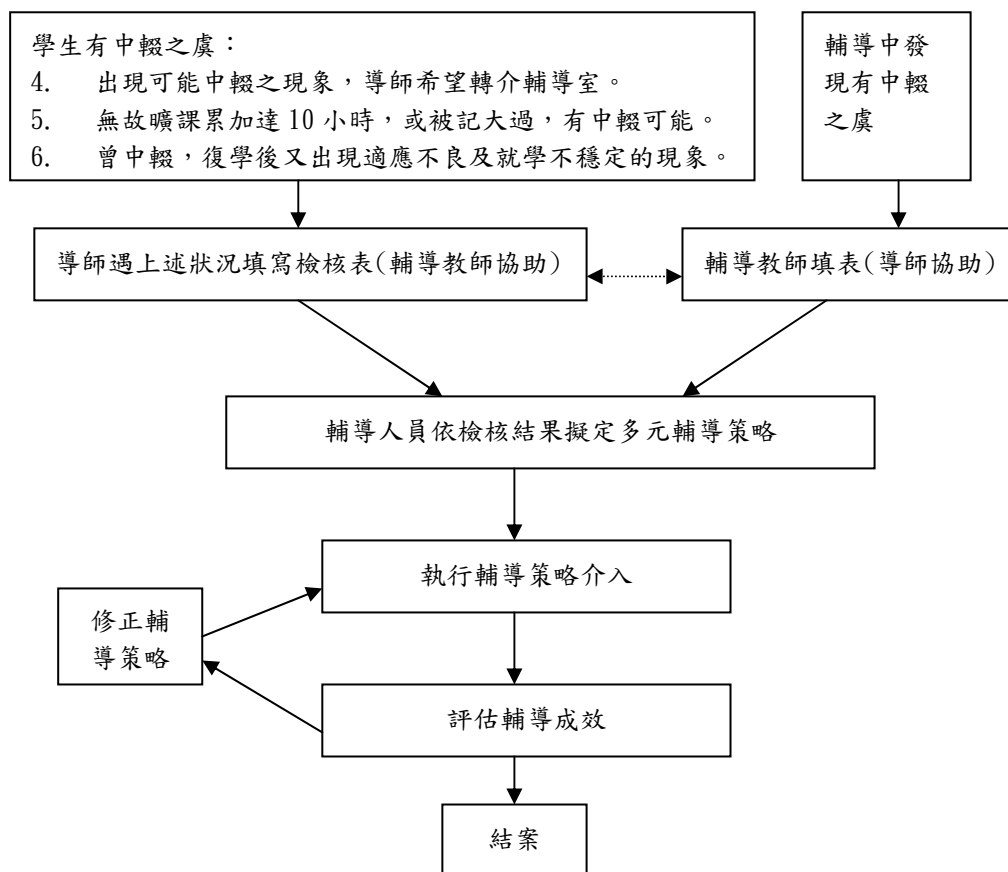 學生有中輟之虞：
4. 出現可能中輟之現象，導師希望轉介輔導室。
5. 無故曠課累加達 10 小時，或被記大過，有中輟可能。
6. 曾中輟，復學後又出現適應不良及就學不穩定的現象。
輔導中發
現有中輟
之虞
導師遇上述狀況填寫檢核表(輔導教師協助)
輔導教師填表(導師協助)
輔導人員依檢核結果擬定多元輔導策略
執行輔導策略介入
修正輔
導策略
評估輔導成效
結案